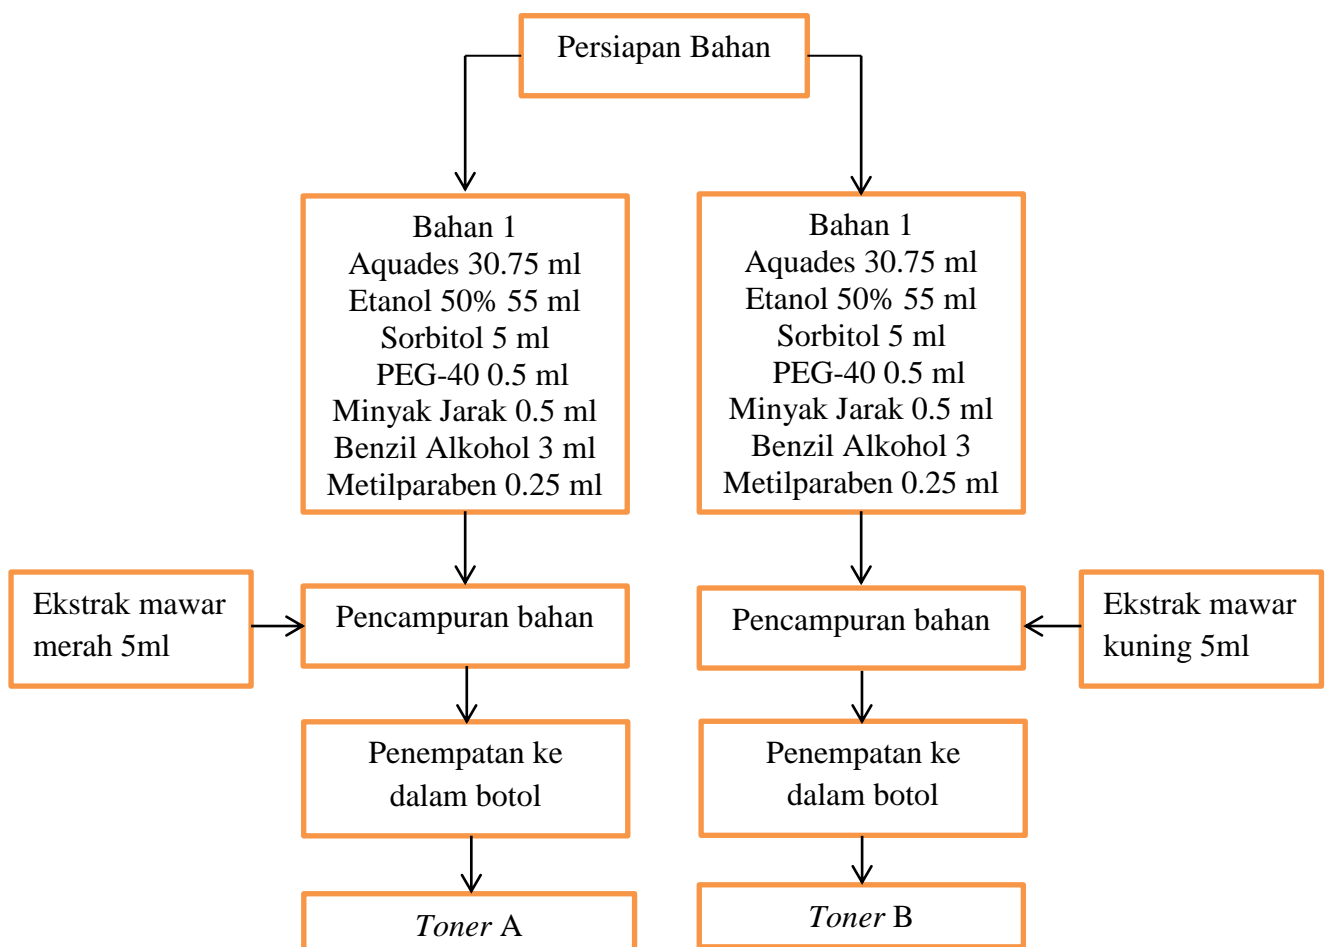 Persiapan Bahan
Bahan 1
Aquades 30.75 ml
Etanol 50% 55 ml
Sorbitol 5 ml
PEG-40 0.5 ml
Minyak Jarak 0.5 ml
Benzil Alkohol 3 ml
Metilparaben 0.25 ml
Bahan 1
Aquades 30.75 ml
Etanol 50% 55 ml
Sorbitol 5 ml
PEG-40 0.5 ml
Minyak Jarak 0.5 ml
Benzil Alkohol 3
Metilparaben 0.25 ml
Ekstrak mawar
merah 5ml
Pencampuran bahan
Pencampuran bahan
Ekstrak mawar
kuning 5ml
Penempatan ke
dalam botol
Penempatan ke
dalam botol
Toner A
Toner B